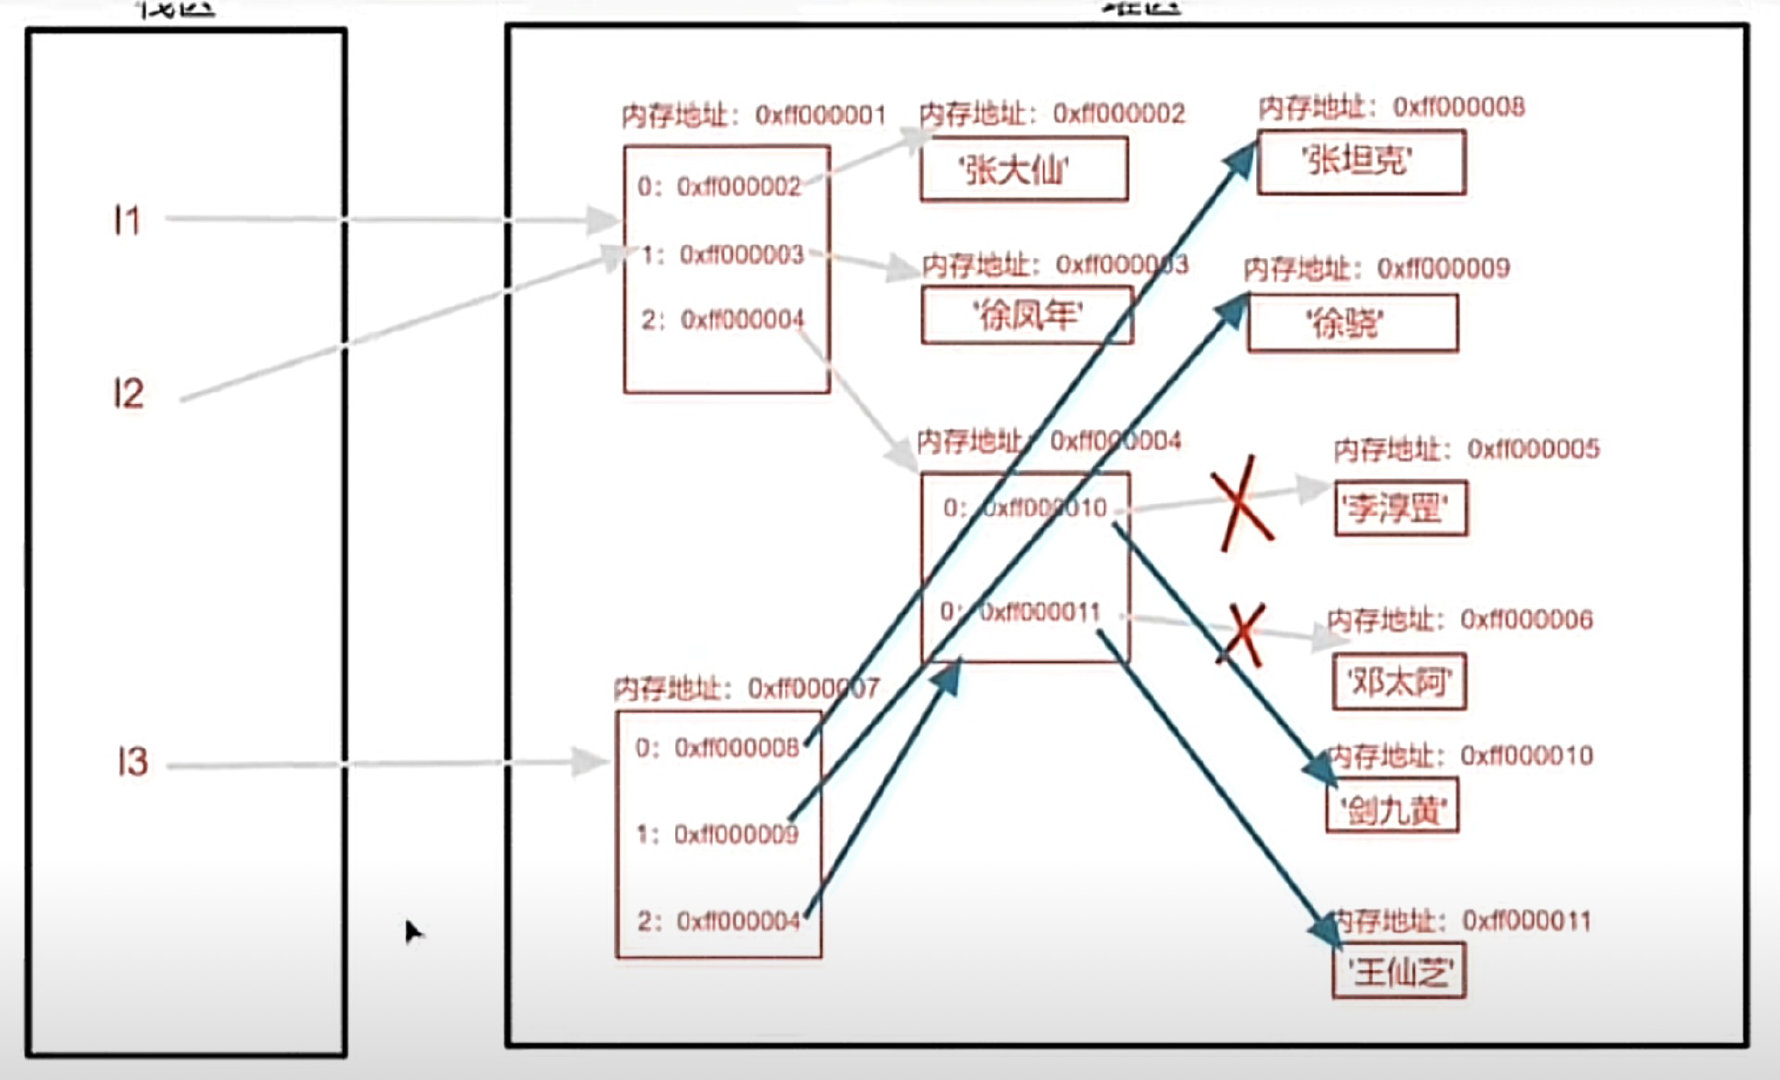 l1
l2
l3
内存地址：0xff000001
0：0xff000002
1：0xff000003
2：0xff000004
内存地址：0xff000002
'张大仙'
内存地址：0xff000003
'徐凤年'
内存地址：0xff000004
0：0xff000010
0：0xff000011
内存地址：0xff000007
0：0xff000008
1：0xff000009
2：0xff000004
内存地址：0xff000008
'张坦克'
内存地址：0xff000009
'徐骁'
内存地址：0xff000005
'李淳罡'
内存地址：0xff000006
'邓太阿'
内存地址：0xff000010
'剑九黄'
内存地址：0xff000011
'王仙芝'